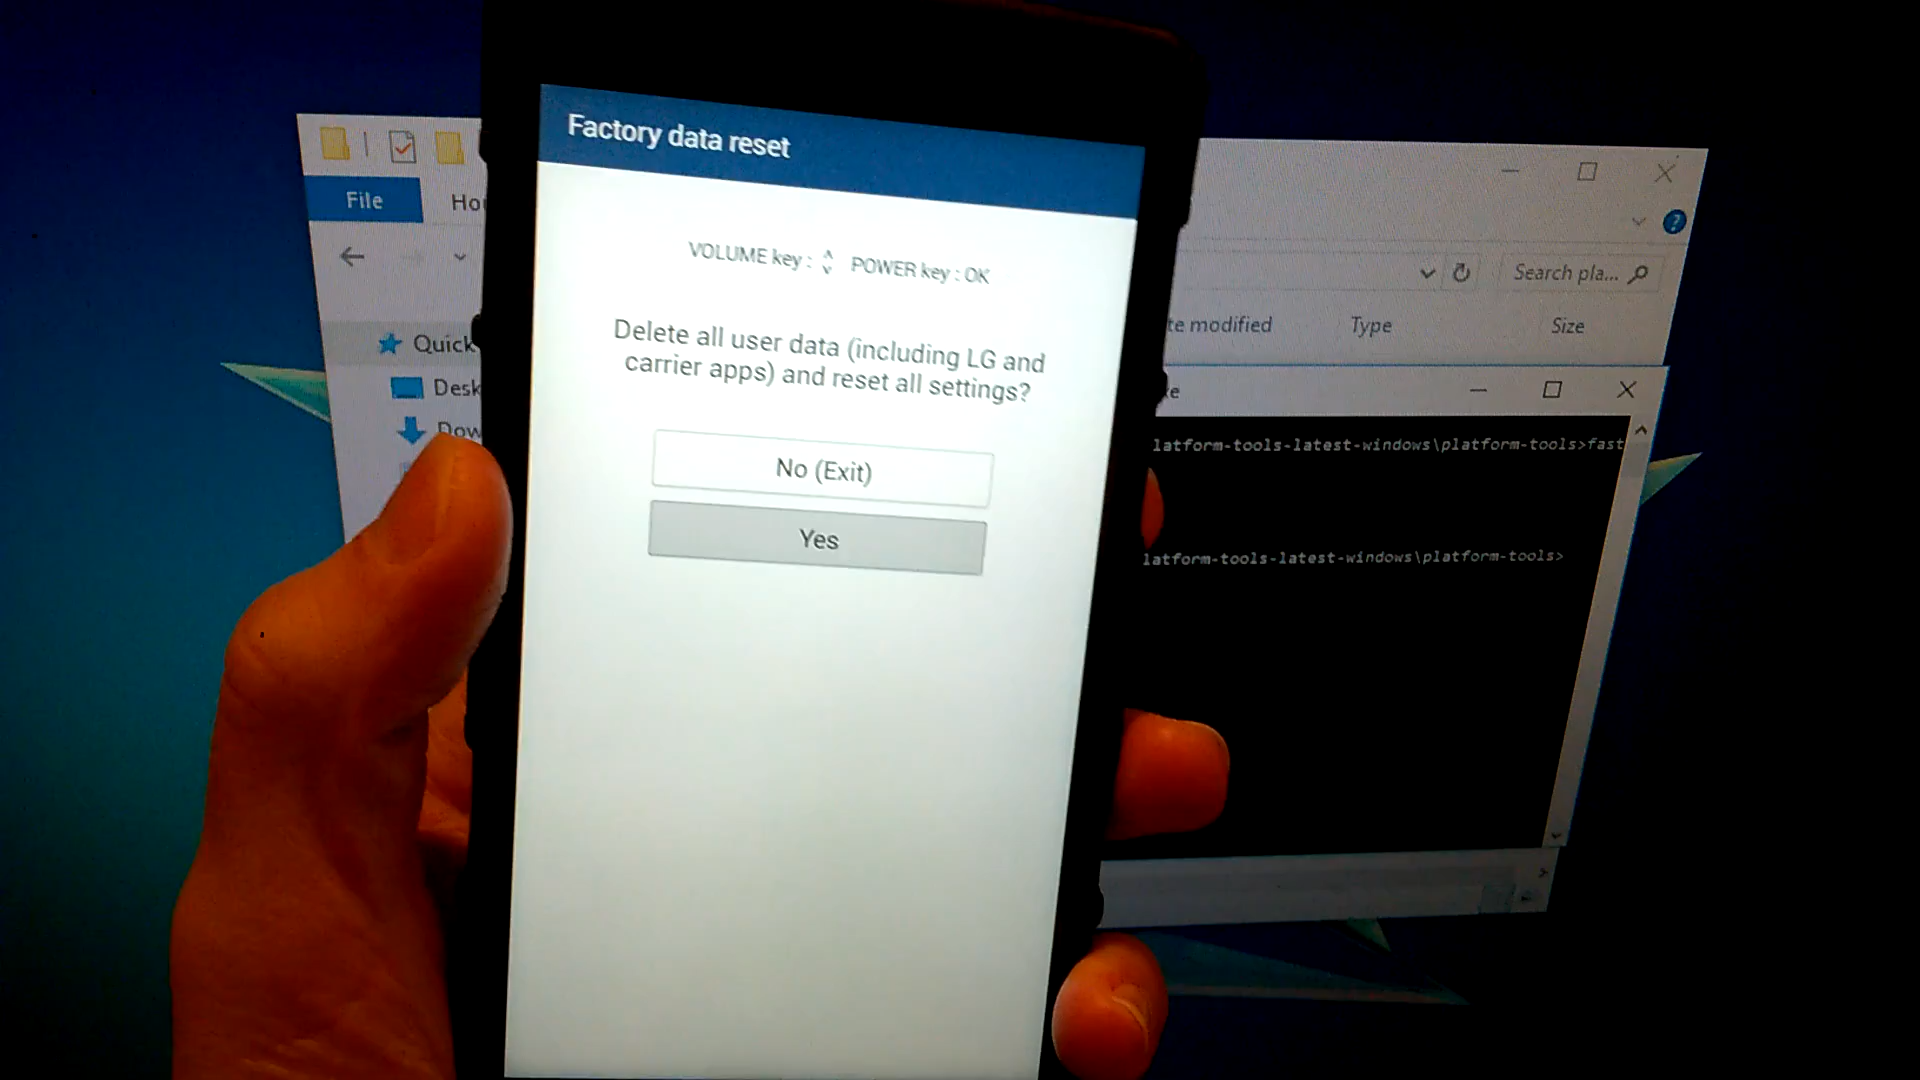 Factory data reset
VOLUME key : POWER key : OK
Delete all user data (including LG and
carrier apps) and reset all settings?
No (Exit)
Yes
File
Ho
Quick
Desk
Dow
Search pla...
te modified
Type
Size
latform-tools-latest-windows\platform-tools>fast
latform-tools-latest-windows\platform-tools>